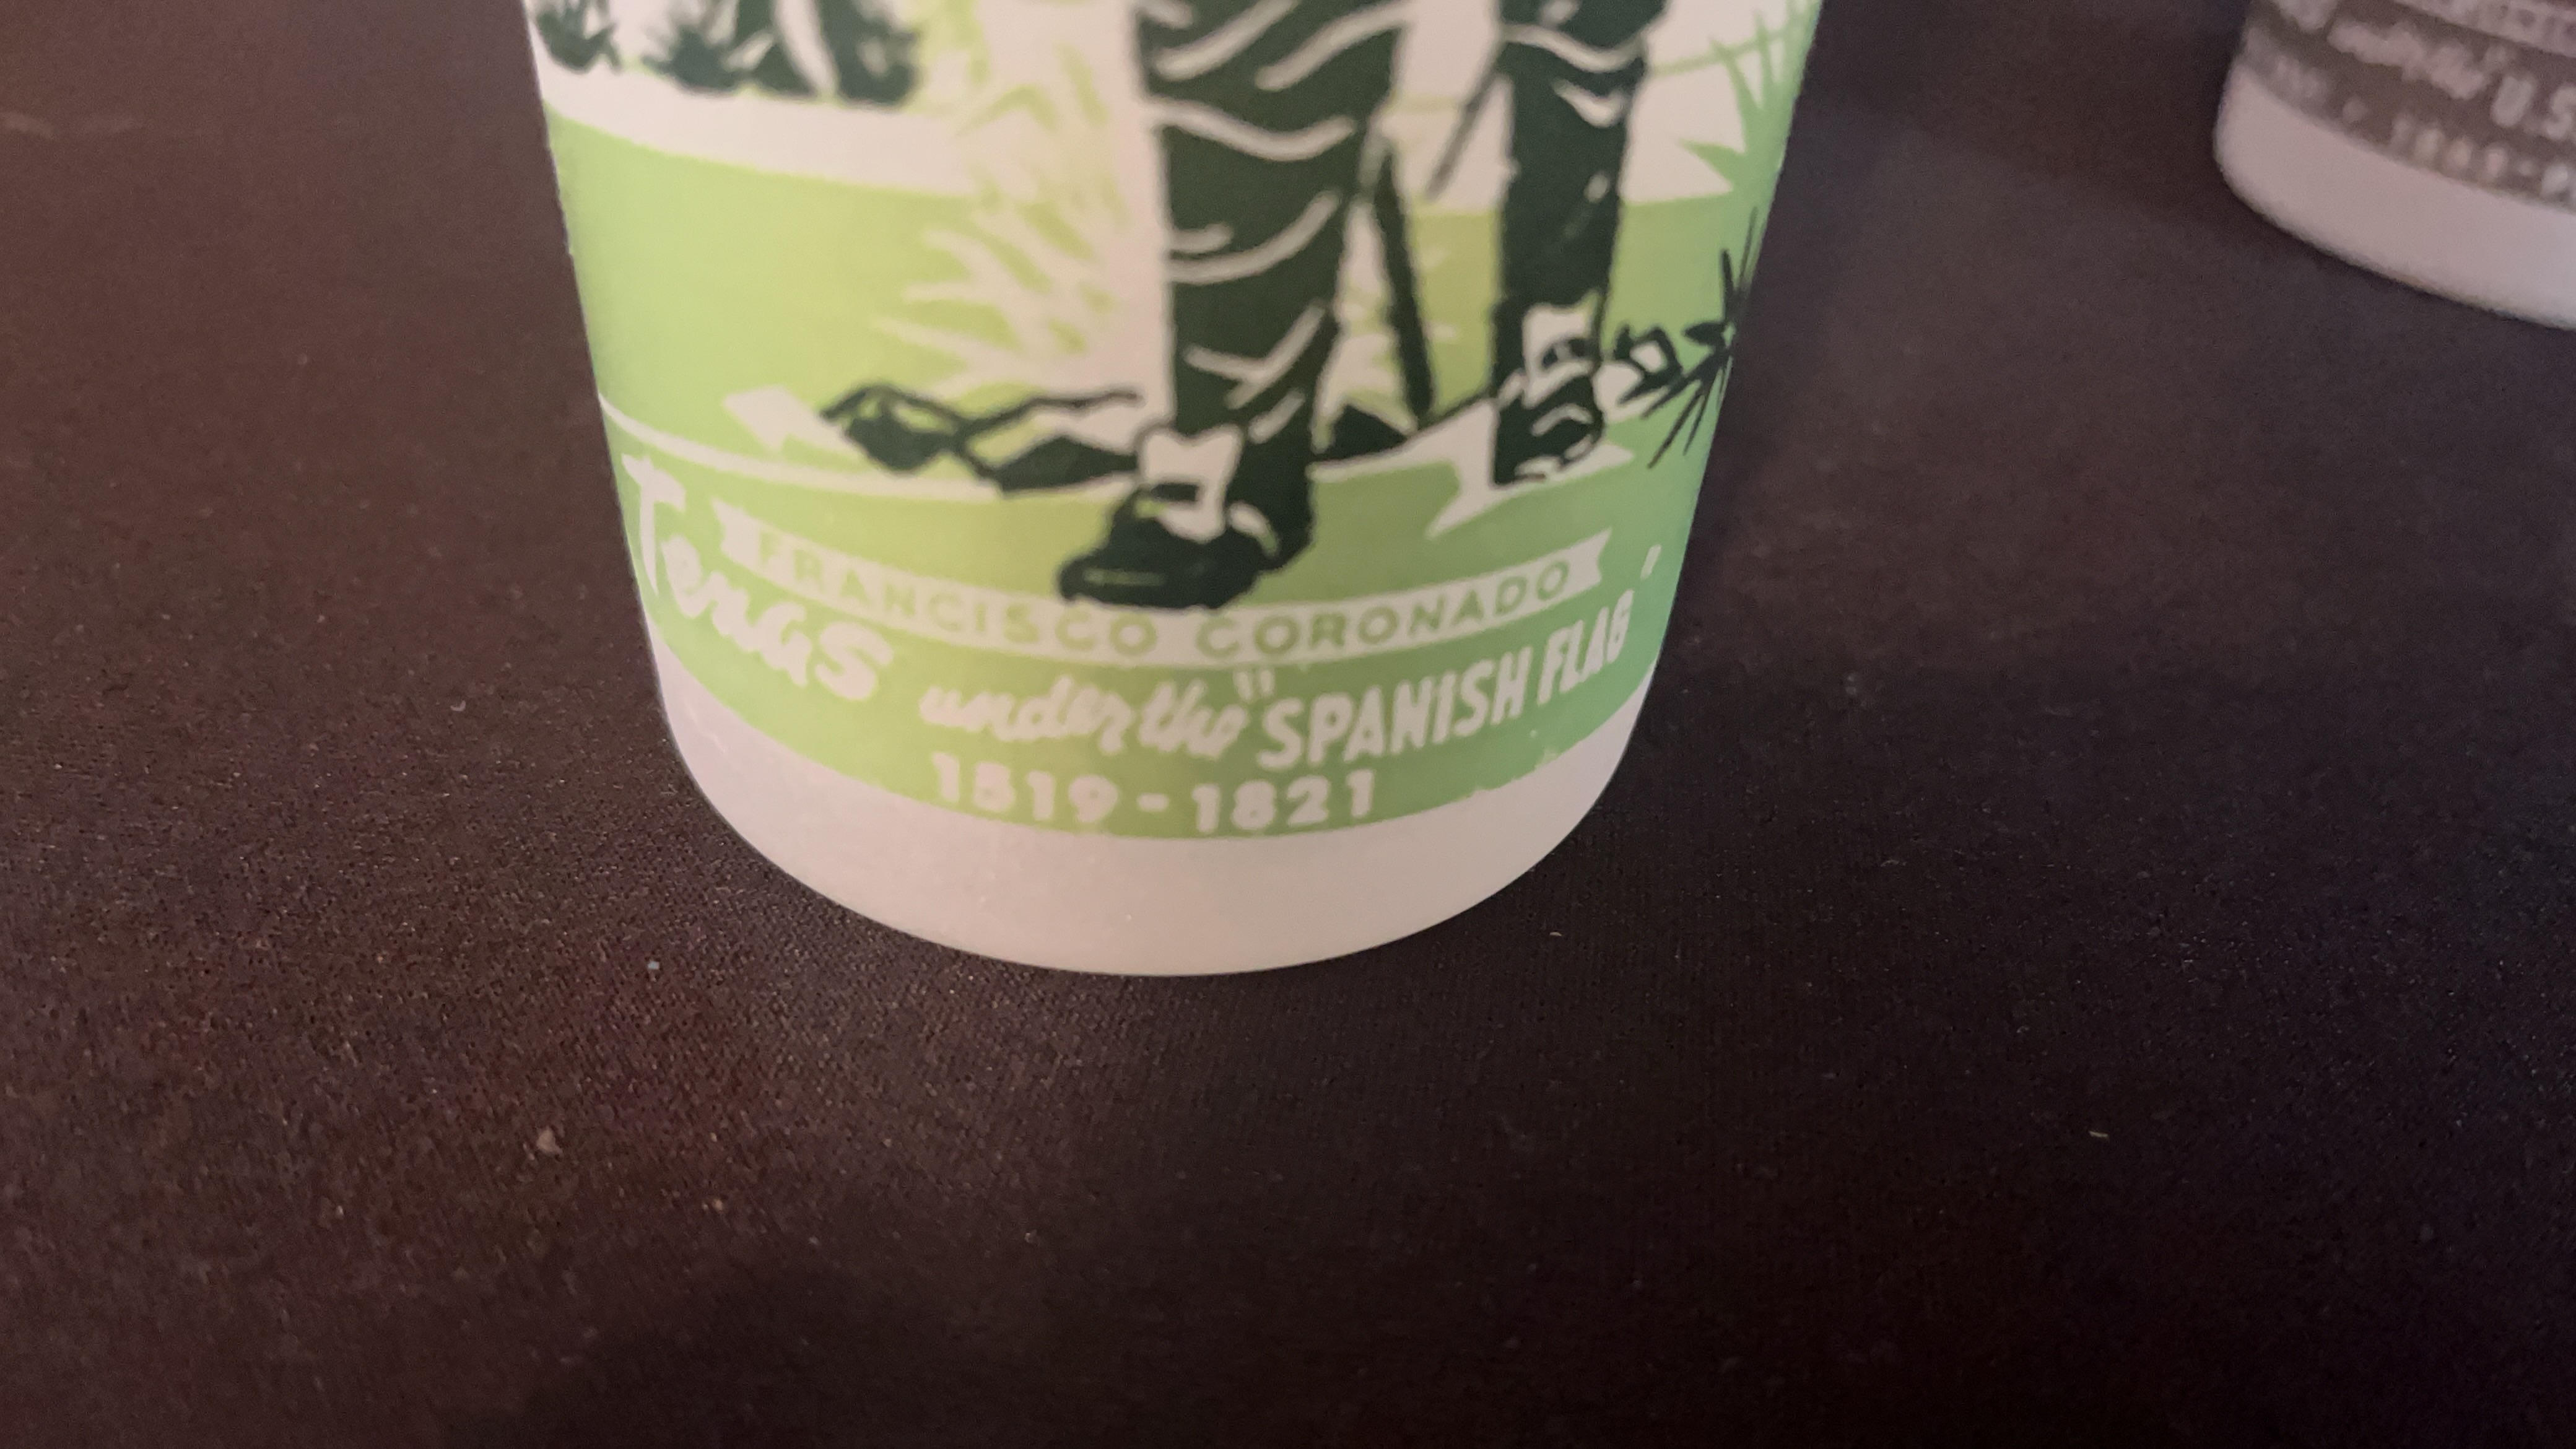 FRANCISCO CORONADO
Texas under the "SPANISH FLAG"
1519-1821
U.S